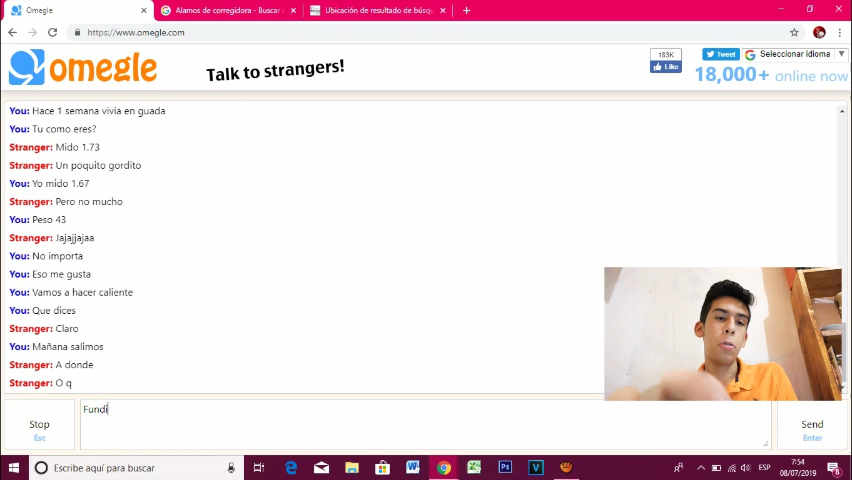 Omegle
Alamos de corregidora - Buscar
Ubicación de resultado de búsqu
https://www.omegle.com
omegle
Talk to strangers!
183K
Like
Tweet
Seleccionar idioma
18,000+ online now
You: Hace 1 semana vivia en guada
You: Tu como eres?
Stranger: Mido 1.73
Stranger: Un poquito gordito
You: Yo mido 1.67
Stranger: Pero no mucho
You: Peso 43
Stranger: Jajajjajaa
You: No importa
You: Eso me gusta
You: Vamos a hacer caliente
You: Que dices
Stranger: Claro
You: Mañana salimos
Stranger: A donde
Stranger: O q
Stop
Esc
Fundi
Send
Enter
Escribe aquí para buscar
ESP
7:54
08/07/2019